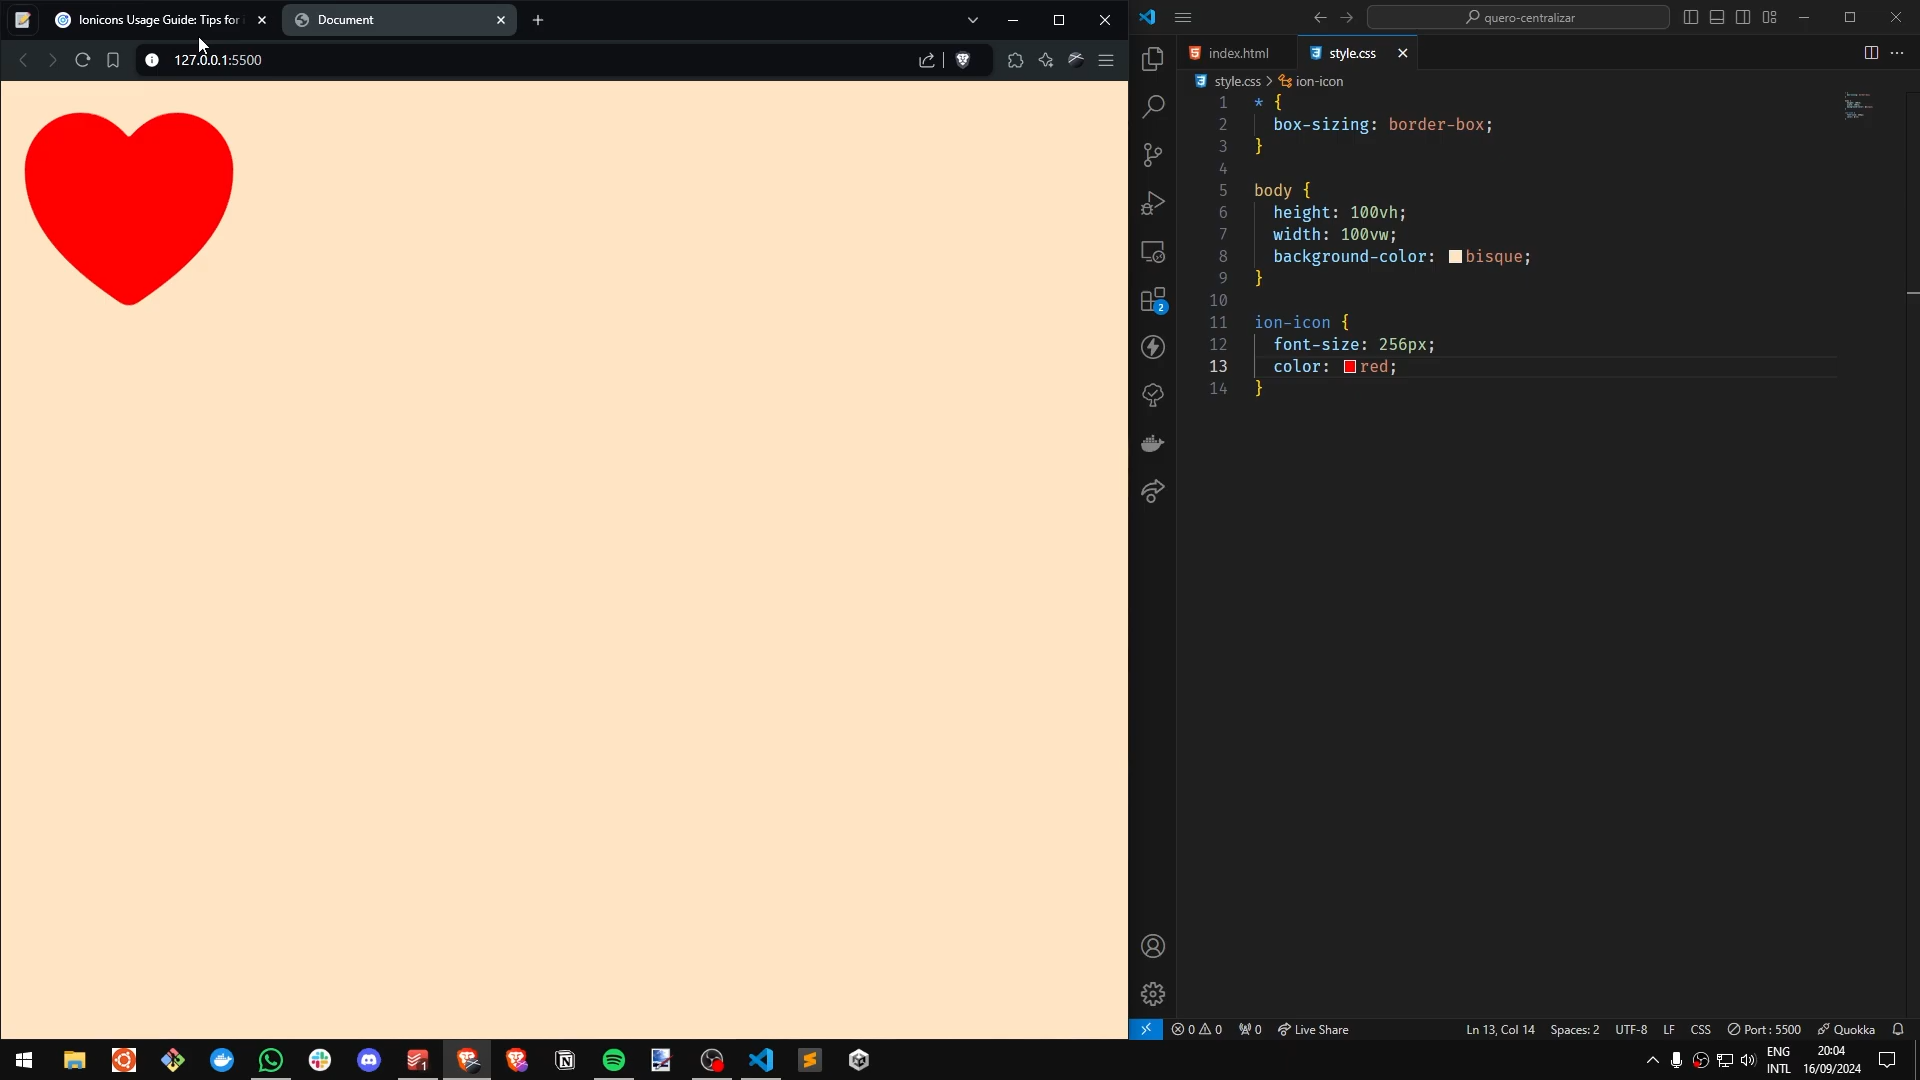 Ionicons Usage Guide: Tips for
Document
127.0.0.1:5500
quero-centralizar
index.html
style.css
style.css > ion-icon
1 * {
2 box-sizing: border-box;
3 }
4
5 body {
6 height: 100vh;
7 width: 100vw;
8 background-color: bisque;
9 }
10
11 ion-icon {
12 font-size: 256px;
13 color: red;
14 }
2
0 0 0 Live Share Ln 13, Col 14 Spaces: 2 UTF-8 LF CSS Port : 5500 Quokka
1
ENG
INTL
20:04
16/09/2024